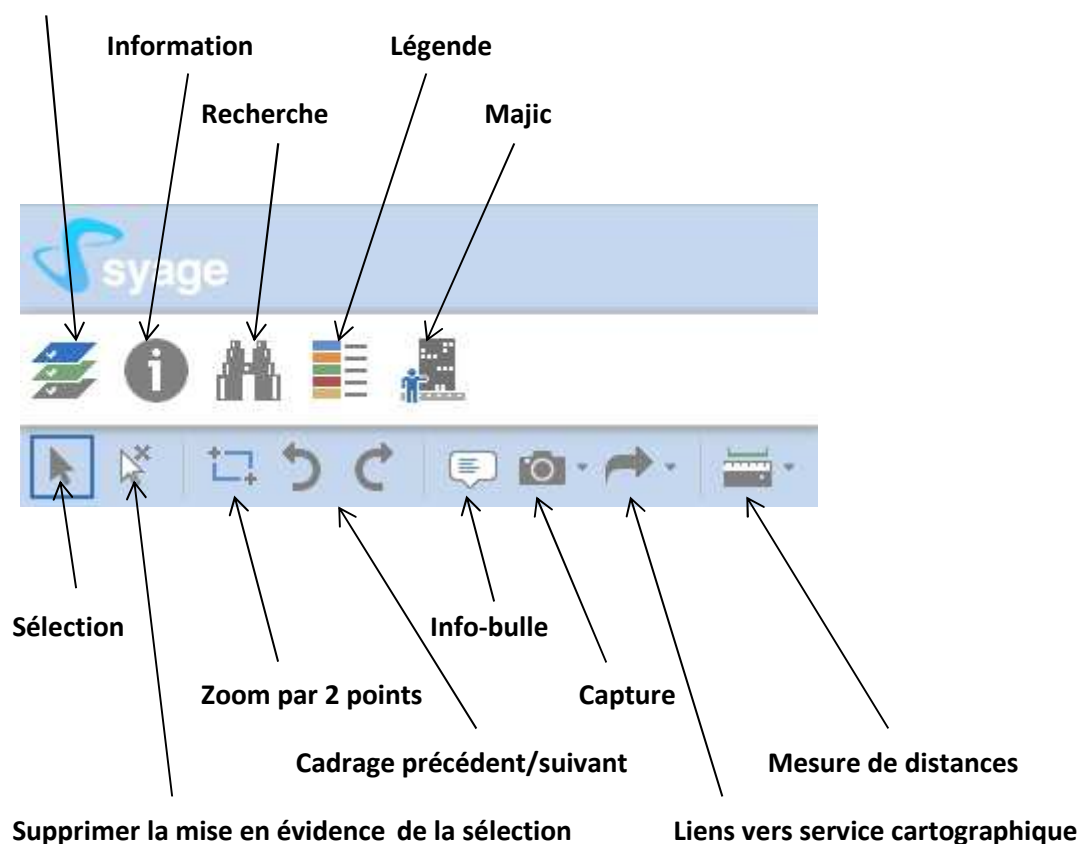 Information
Légende
Recherche
Majic
syage
Sélection
Info-bulle
Zoom par 2 points
Capture
Cadrage précédent/suivant
Mesure de distances
Supprimer la mise en évidence de la sélection
Liens vers service cartographique